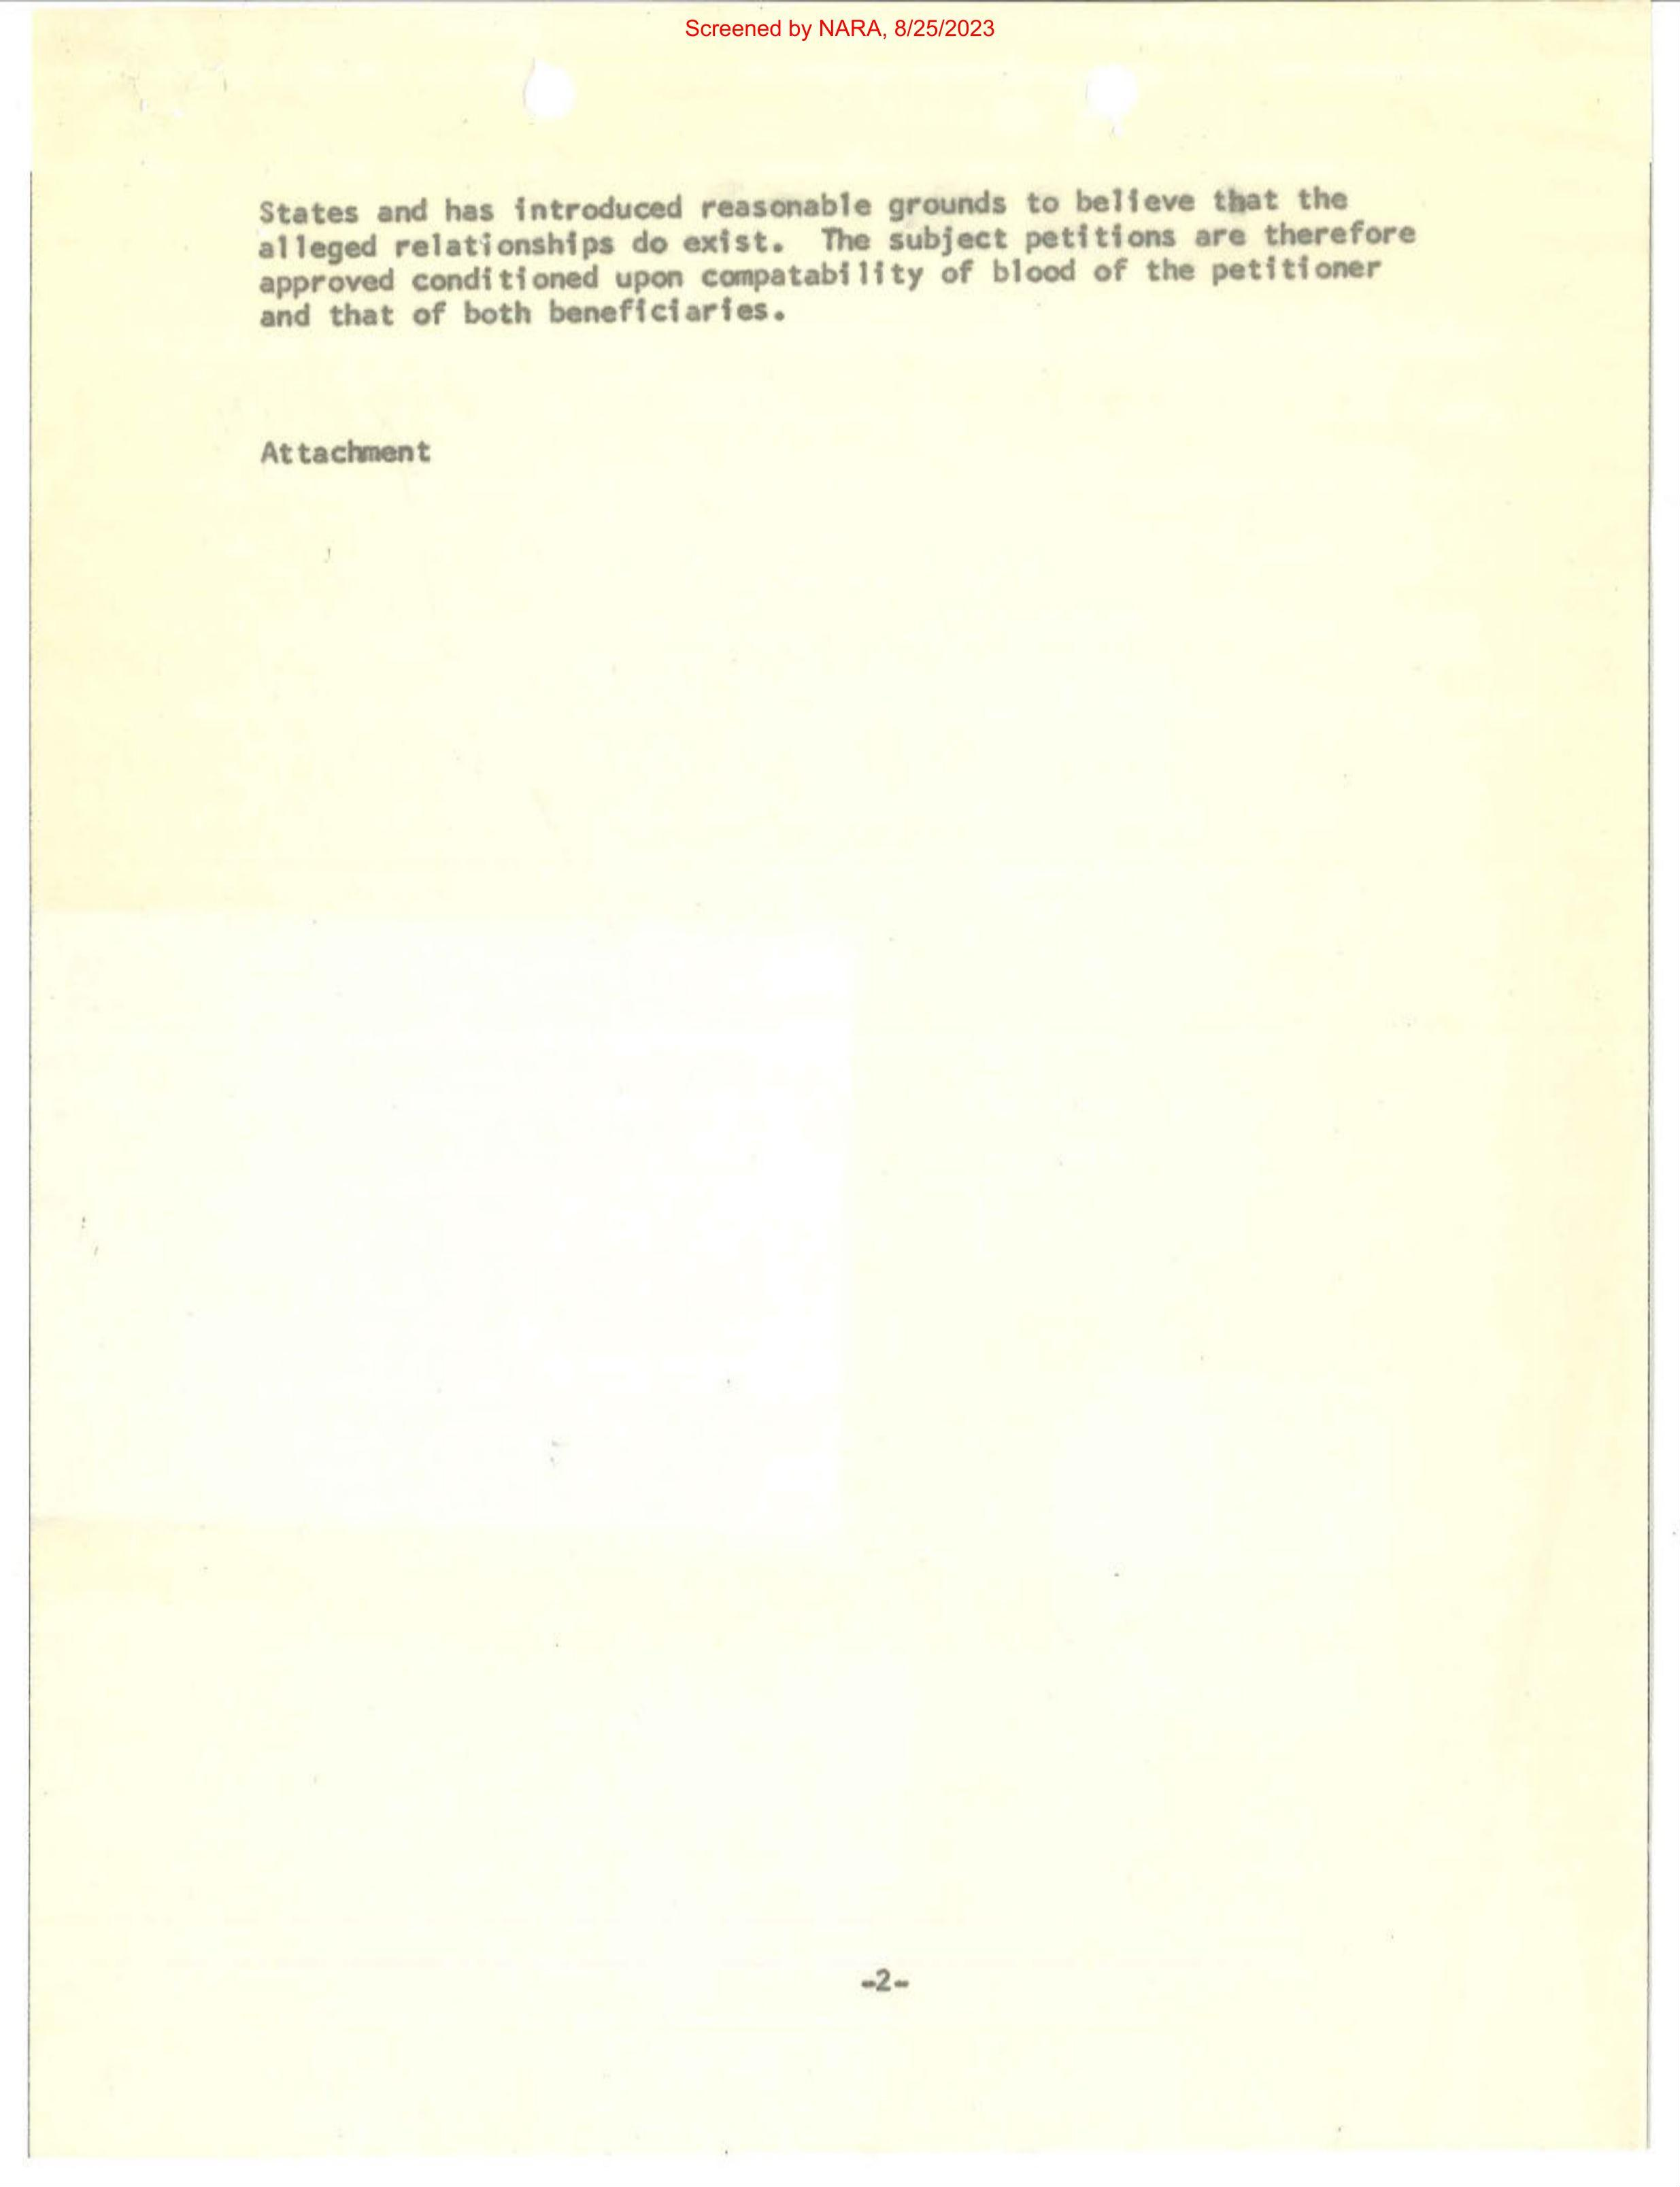 Screened by NARA, 8/25/2023
States and has introduced reasonable grounds to believe that the
alleged relationships do exist. The subject petitions are therefore
approved conditioned upon compatability of blood of the petitioner
and that of both beneficiaries.
Attachment
-2-